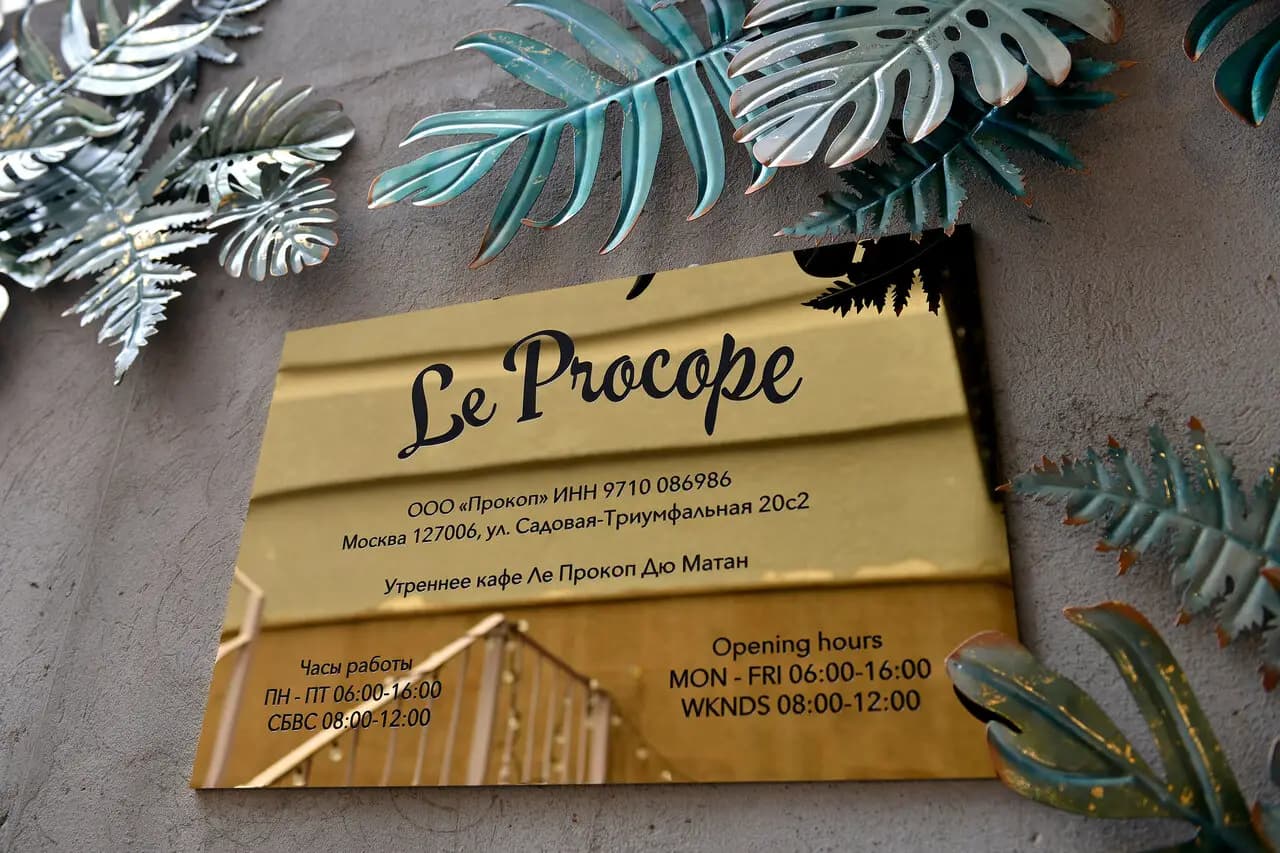 Le Procope
ООО «Прокоп» ИНН 9710 086986
Москва 127006, ул. Садовая-Триумфальная 20с2
Утреннее кафе Ле Прокоп Дю Матан
Часы работы
ПН - ПТ 06:00-16:00
СБВС 08:00-12:00
Opening hours
MON - FRI 06:00-16:00
WKNDS 08:00-12:00